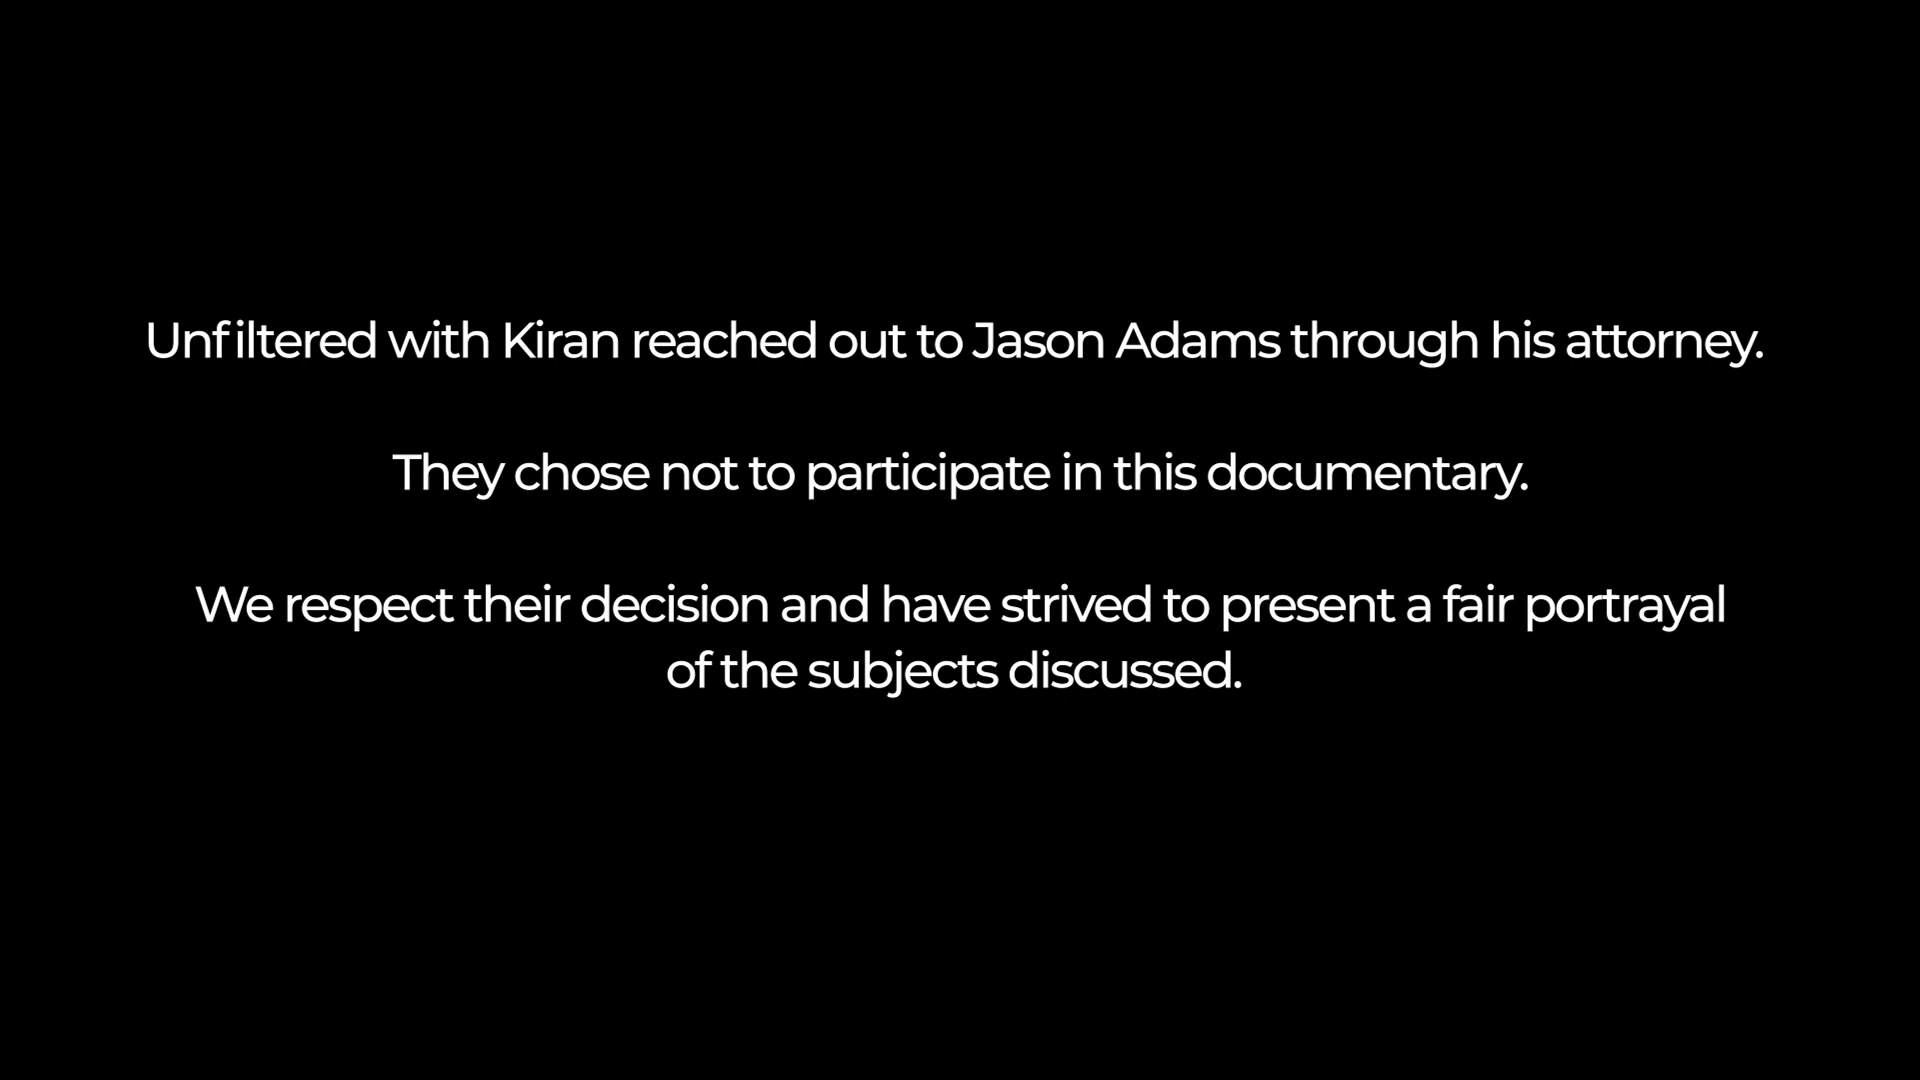 Unfiltered with Kiran reached out to Jason Adams through his attorney.
They chose not to participate in this documentary.
We respect their decision and have strived to present a fair portrayal
of the subjects discussed.